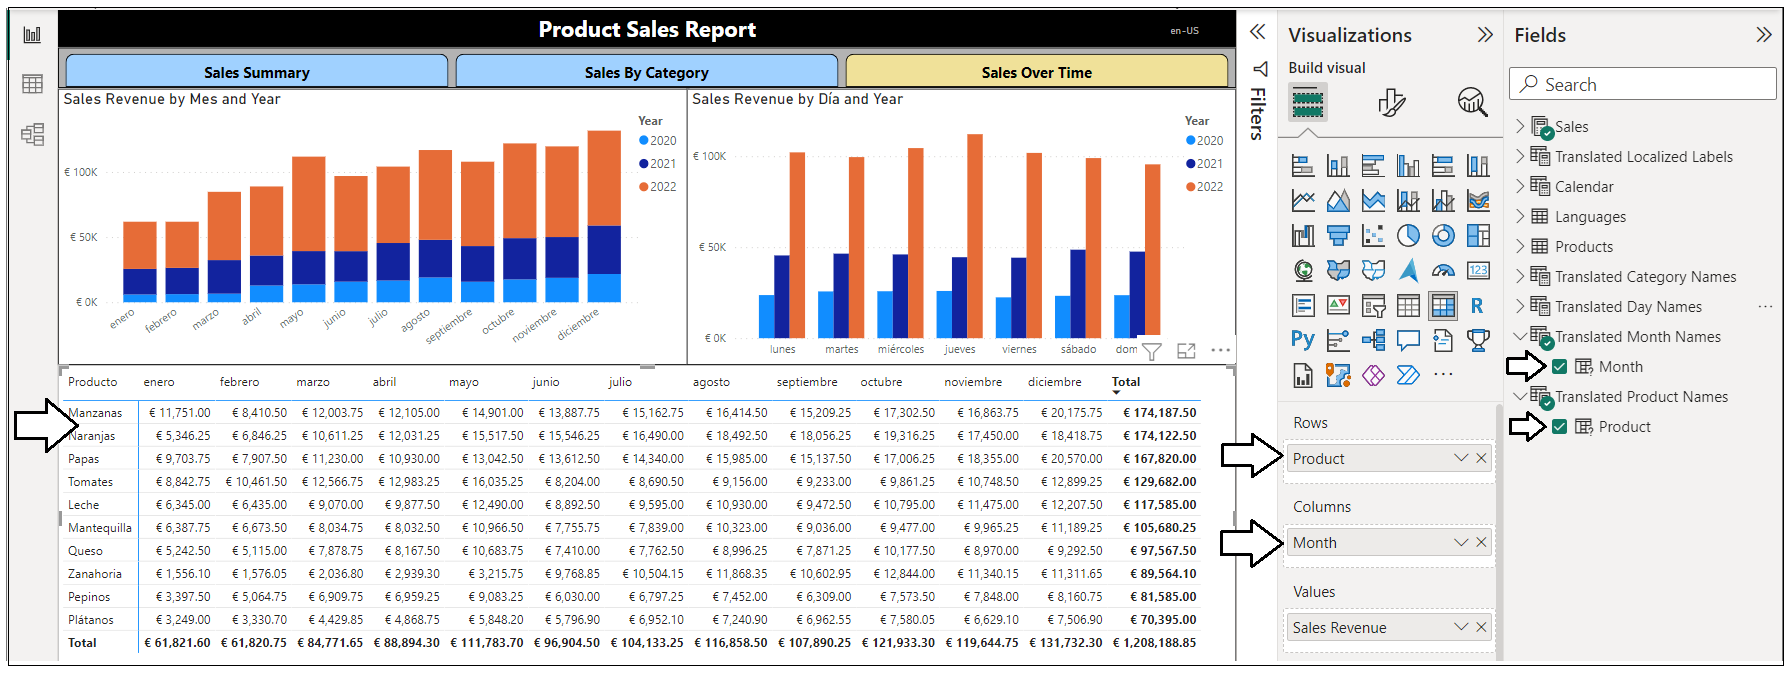 Product Sales Report
en-US
Sales Summary
Sales By Category
Sales Over Time
Sales Revenue by Mes and Year
Year
2020
2021
2022
€ 100K
€ 50K
€ 0K
enero
febrero
marzo
abril
mayo
junio
julio
agosto
septiembre
octubre
noviembre
diciembre
Sales Revenue by Día and Year
Year
2020
2021
2022
€ 100K
€ 50K
€ 0K
lunes
martes
miércoles
jueves
viernes
sábado
dom
Producto enero febrero marzo abril mayo junio julio agosto septiembre octubre noviembre diciembre Total
Manzanas € 11,751.00 € 8,410.50 € 12,003.75 € 12,105.00 € 14,901.00 € 13,887.75 € 15,162.75 € 16,414.50 € 15,209.25 € 17,302.50 € 16,863.75 € 20,175.75 € 174,187.50
Naranjas € 5,346.25 € 6,846.25 € 10,611.25 € 12,031.25 € 15,517.50 € 15,546.25 € 16,490.00 € 18,492.50 € 18,056.25 € 19,316.25 € 17,450.00 € 18,418.75 € 174,122.50
Papas € 9,703.75 € 7,907.50 € 11,230.00 € 10,930.00 € 13,042.50 € 13,612.50 € 14,340.00 € 15,985.00 € 15,137.50 € 17,006.25 € 18,355.00 € 20,570.00 € 167,820.00
Tomates € 8,842.75 € 10,461.50 € 12,566.75 € 12,983.25 € 16,035.25 € 8,204.00 € 8,690.50 € 9,156.00 € 9,233.00 € 9,861.25 € 10,748.50 € 12,899.25 € 129,682.00
Leche € 6,345.00 € 6,435.00 € 9,070.00 € 9,877.50 € 12,490.00 € 8,892.50 € 9,595.00 € 10,930.00 € 9,472.50 € 10,795.00 € 11,475.00 € 12,207.50 € 117,585.00
Mantequilla € 6,387.75 € 6,673.50 € 8,034.75 € 8,032.50 € 10,966.50 € 7,755.75 € 7,839.00 € 10,323.00 € 9,036.00 € 9,477.00 € 9,965.25 € 11,189.25 € 105,680.25
Queso € 5,242.50 € 5,115.00 € 7,878.75 € 8,167.50 € 10,683.75 € 7,410.00 € 7,762.50 € 8,996.25 € 7,871.25 € 10,177.50 € 8,970.00 € 9,292.50 € 97,567.50
Zanahoria € 1,556.10 € 1,576.05 € 2,036.80 € 2,939.30 € 3,215.75 € 9,768.85 € 10,504.15 € 11,868.35 € 10,602.95 € 12,844.00 € 11,340.15 € 11,311.65 € 89,564.10
Pepinos € 3,397.50 € 5,064.75 € 6,909.75 € 6,959.25 € 9,083.25 € 6,030.00 € 6,797.25 € 7,452.00 € 6,309.00 € 7,573.50 € 7,848.00 € 8,160.75 € 81,585.00
Plátanos € 3,249.00 € 3,330.70 € 4,429.85 € 4,868.75 € 5,848.20 € 5,796.90 € 6,952.10 € 7,240.90 € 6,962.55 € 7,580.05 € 6,629.10 € 7,506.90 € 70,395.00
Total € 61,821.60 € 61,820.75 € 84,771.65 € 88,894.30 € 111,783.70 € 96,904.50 € 104,133.25 € 116,858.50 € 107,890.25 € 121,933.30 € 119,644.75 € 131,732.30 € 1,208,188.85
Filters
Visualizations
Build visual
123
R
Py
Rows
Product
Columns
Month
Values
Sales Revenue
Fields
Search
Sales
Translated Localized Labels
Calendar
Languages
Products
Translated Category Names
Translated Day Names
Translated Month Names
Month
Translated Product Names
Product